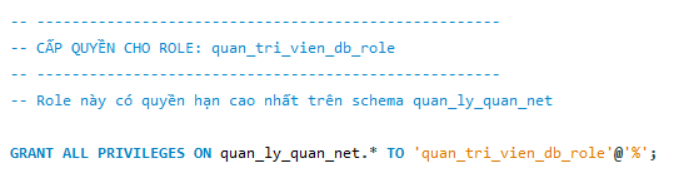 -- --------------------------------------------------
-- CẤP QUYỀN CHO ROLE: quan_tri_vien_db_role
-- --------------------------------------------------
-- Role này có quyền hạn cao nhất trên schema quan_ly_quan_net
GRANT ALL PRIVILEGES ON quan_ly_quan_net.* TO 'quan_tri_vien_db_role'@'%';